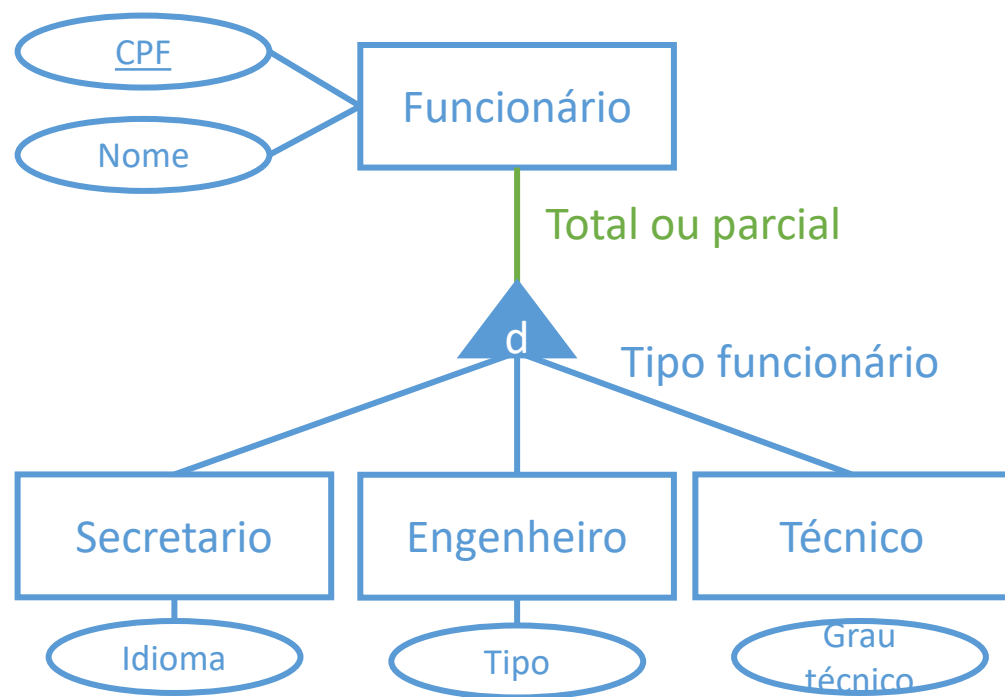 CPF
Funcionário
Nome
Total ou parcial
d
Tipo funcionário
Secretario
Engenheiro
Técnico
Idioma
Tipo
Grau
técnico